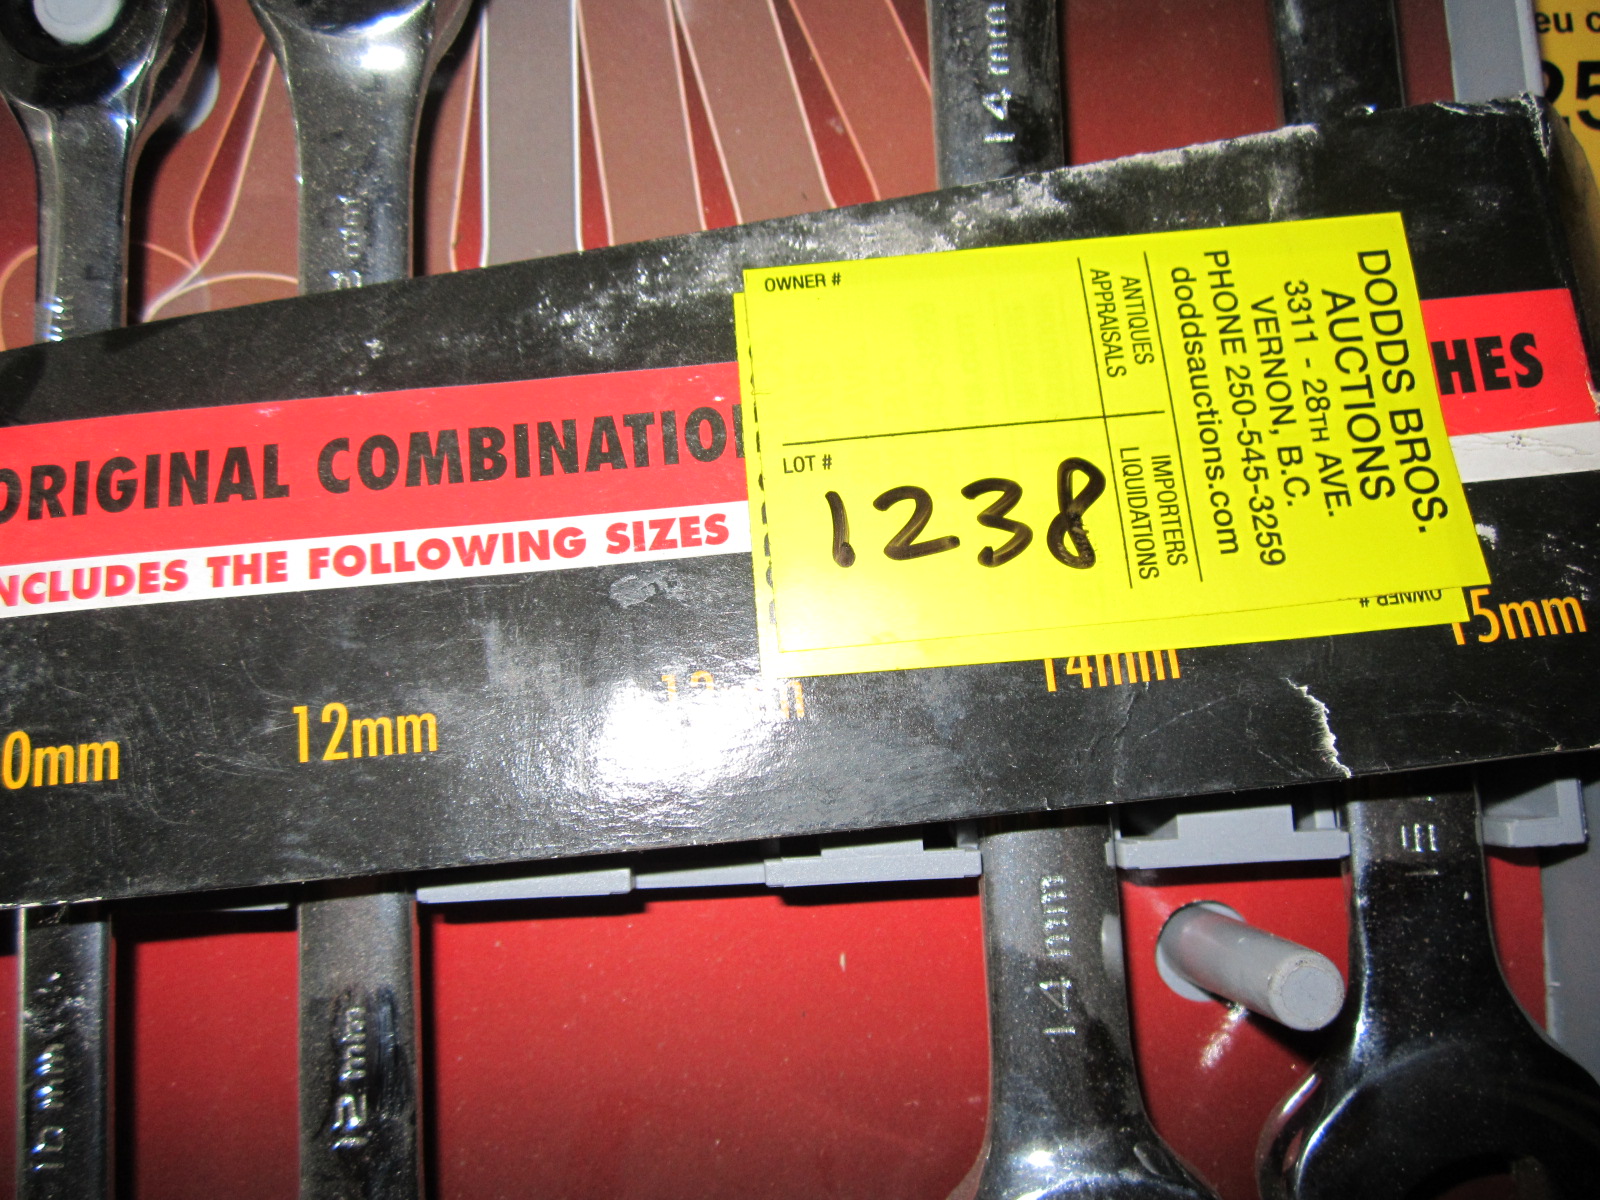 14 mm
ORIGINAL COMBINATIO
HES
NCLUDES THE FOLLOWING SIZES
0mm
12mm
14mm
15mm
OWNER #
LOT #
1238
ANTIQUES
APPRAISALS
IMPORTERS
LIQUIDATIONS
DODDS BROS.
AUCTIONS
3311 - 28TH AVE.
VERNON, B.C.
PHONE 250-545-3259
doddsauctions.com
OWNER #
12 mm
14 mm